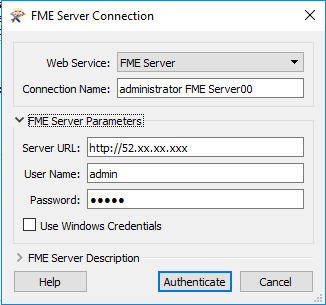 FME Server Connection
Web Service: FME Server
Connection Name: administrator FME Server00
FME Server Parameters
Server URL: http://52.xx.xx.xxx
User Name: admin
Password: •••••
Use Windows Credentials
FME Server Description
Help Authenticate Cancel